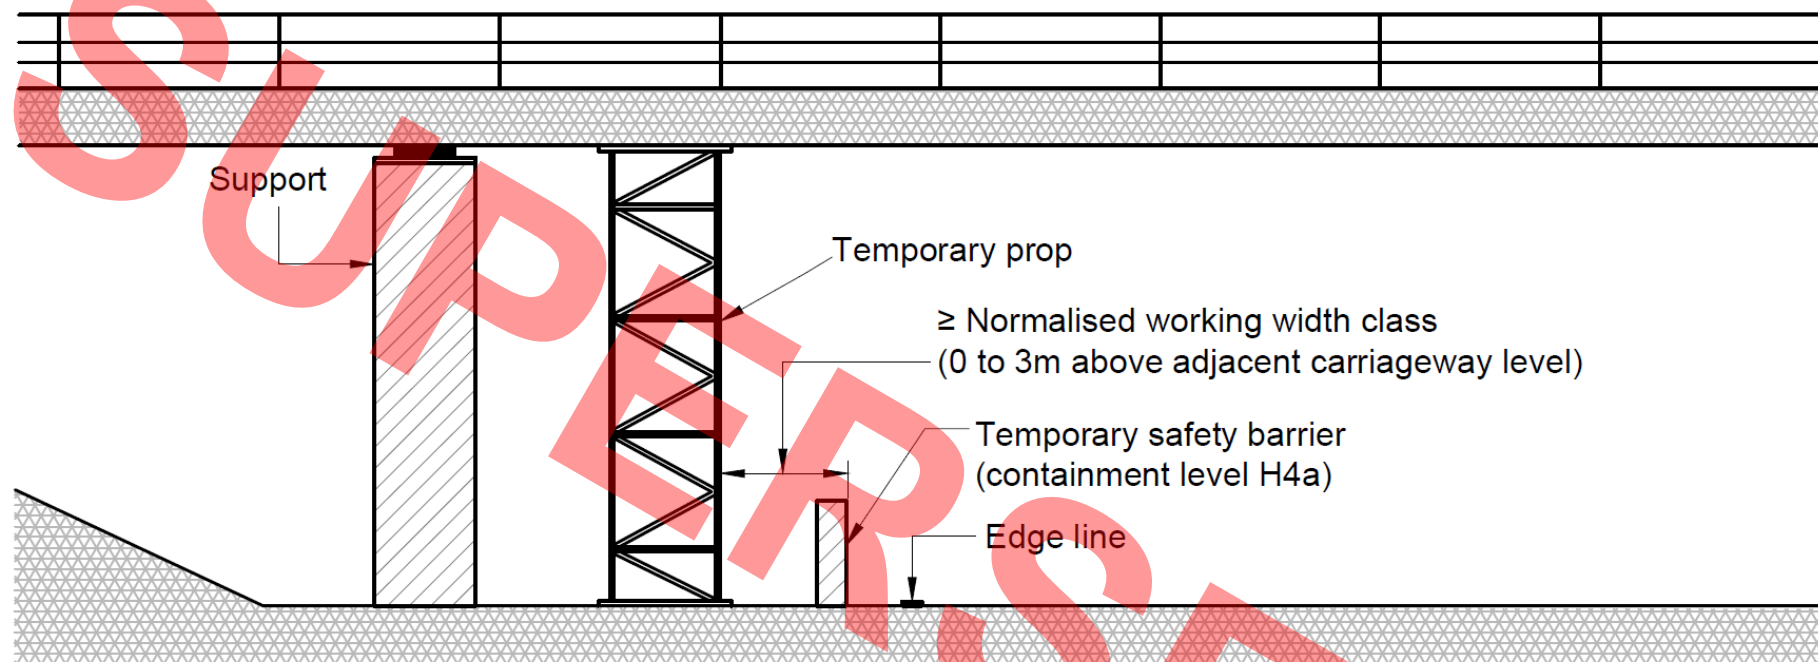 Support
Temporary prop
≥ Normalised working width class
(0 to 3m above adjacent carriageway level)
Temporary safety barrier
(containment level H4a)
Edge line
SUPERSE